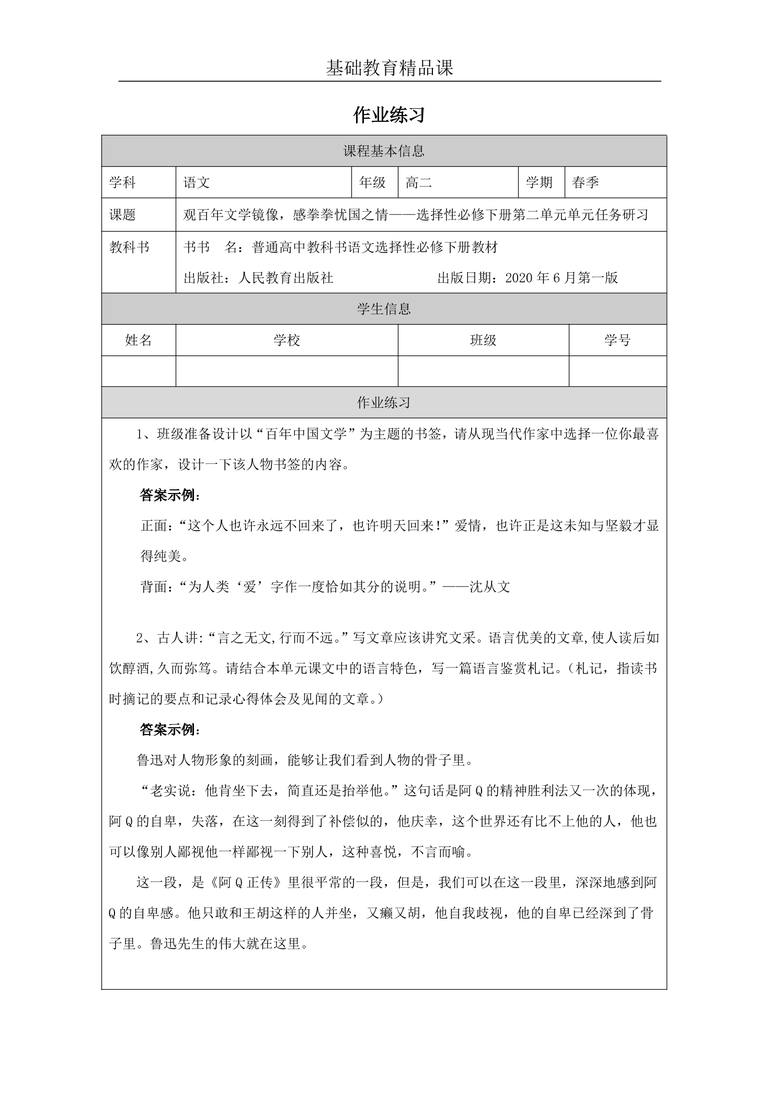 基础教育精品课
作业练习
课程基本信息
学科 语文 年级 高二 学期 春季
课题 观百年文学镜像，感拳拳忧国之情——选择性必修下册第二单元单元任务研习
教科书 书书 名：普通高中教科书语文选择性必修下册教材
出版社：人民教育出版社 出版日期：2020 年 6 月第一版
学生信息
姓名 学校 班级 学号
作业练习
1、班级准备设计以“百年中国文学”为主题的书签，请从现当代作家中选择一位你最喜
欢的作家，设计一下该人物书签的内容。
答案示例：
正面：“这个人也许永远不回来了，也许明天回来！”爱情，也许正是这未知与坚毅才显
得纯美。
背面：“为人类‘爱’字作一度恰如其分的说明。”——沈从文
2、古人讲：“言之无文,行而不远。”写文章应该讲究文采。语言优美的文章,使人读后如
饮醇酒,久而弥笃。请结合本单元课文中的语言特色，写一篇语言鉴赏札记。（札记，指读书
时摘记的要点和记录心得体会及见闻的文章。）
答案示例：
鲁迅对人物形象的刻画，能够让我们看到人物的骨子里。
“老实说：他肯坐下去，简直还是抬举他。”这句话是阿 Q 的精神胜利法又一次的体现，
阿 Q 的自卑，失落，在这一刻得到了补偿似的，他庆幸，这个世界还有比不上他的人，他也
可以像别人鄙视他一样鄙视一下别人，这种喜悦，不言而喻。
这一段，是《阿 Q 正传》里很平常的一段，但是，我们可以在这一段里，深深地感到阿
Q 的自卑感。他只敢和王胡这样的人并坐，又癞又胡，他自我歧视，他的自卑已经深到了骨
子里。鲁迅先生的伟大就在这里。